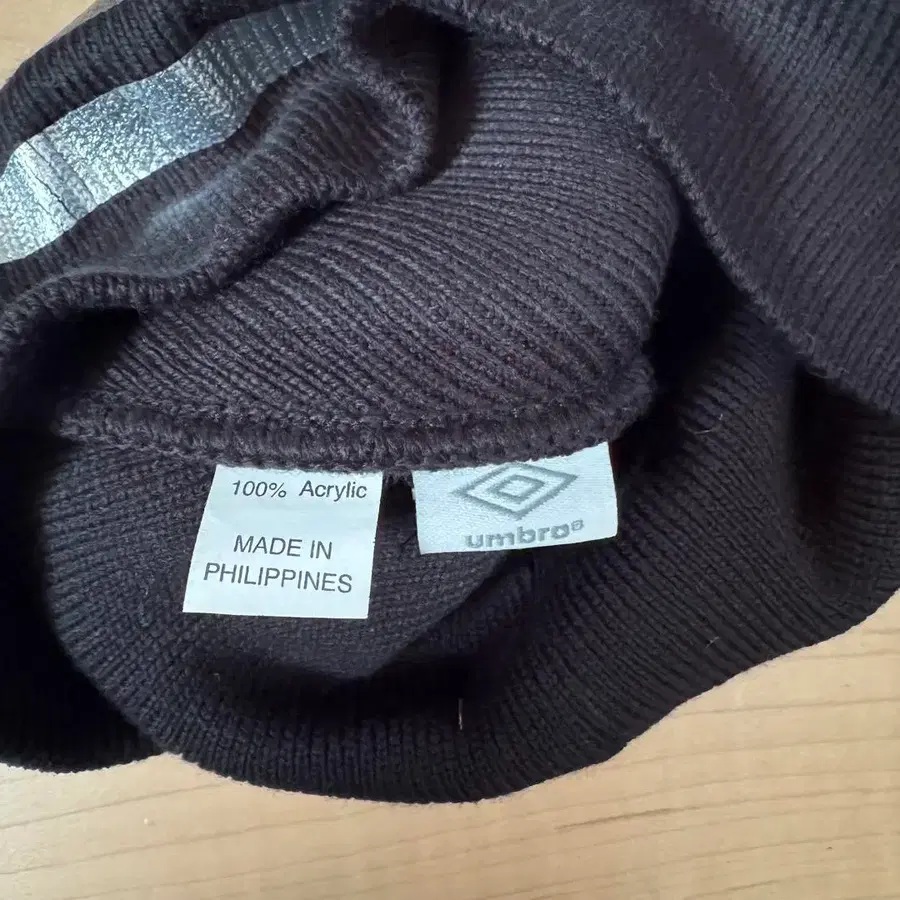 100% Acrylic
MADE IN
PHILIPPINES
umbro®